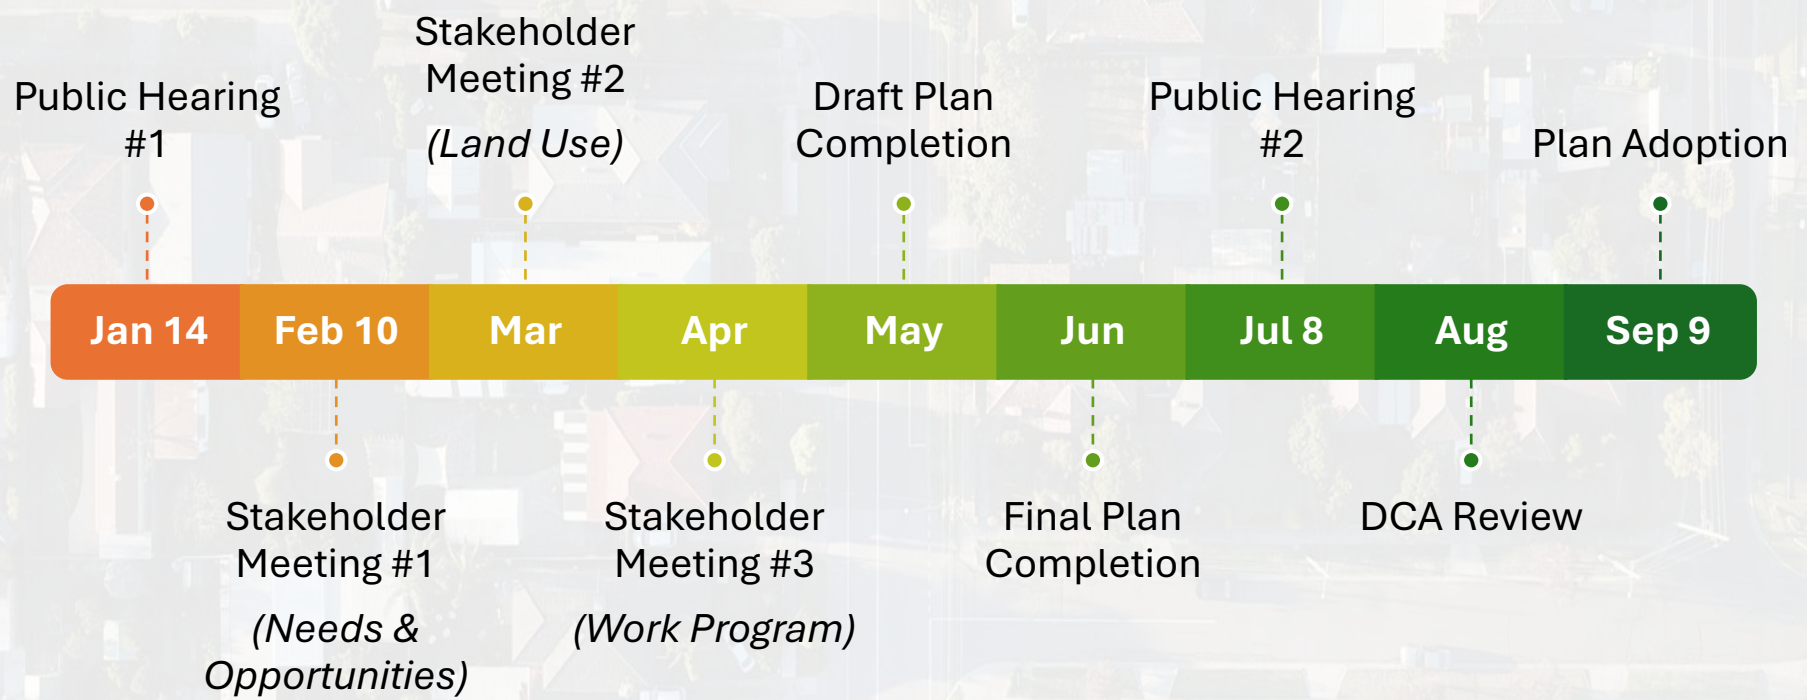 Stakeholder
Meeting #2
(Land Use)
Public Hearing
#1
Draft Plan
Completion
Public Hearing
#2
Plan Adoption
Jan 14
Feb 10
Mar
Apr
May
Jun
Jul 8
Aug
Sep 9
Stakeholder
Meeting #1
(Needs &
Opportunities)
Stakeholder
Meeting #3
(Work Program)
Final Plan
Completion
DCA Review